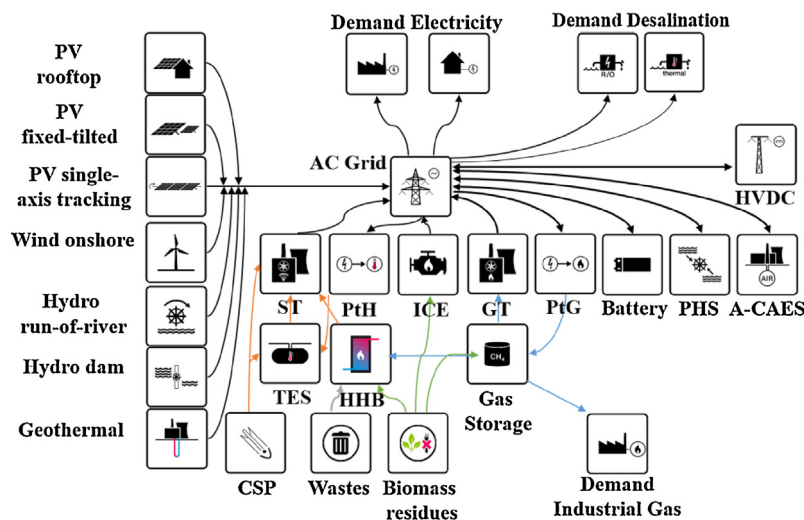 Demand Electricity
Demand Desalination
PV
rooftop
R/O
thermal
PV
fixed-tilted
AC Grid
PV single-
axis tracking
HVDC
Wind onshore
ST
PtH
ICE
GT
PtG
Battery
PHS
AIR
A-CAES
Hydro
run-of-river
CH4
Hydro dam
TES
HHB
Gas
Storage
Geothermal
CSP
Wastes
Biomass
residues
Demand
Industrial Gas